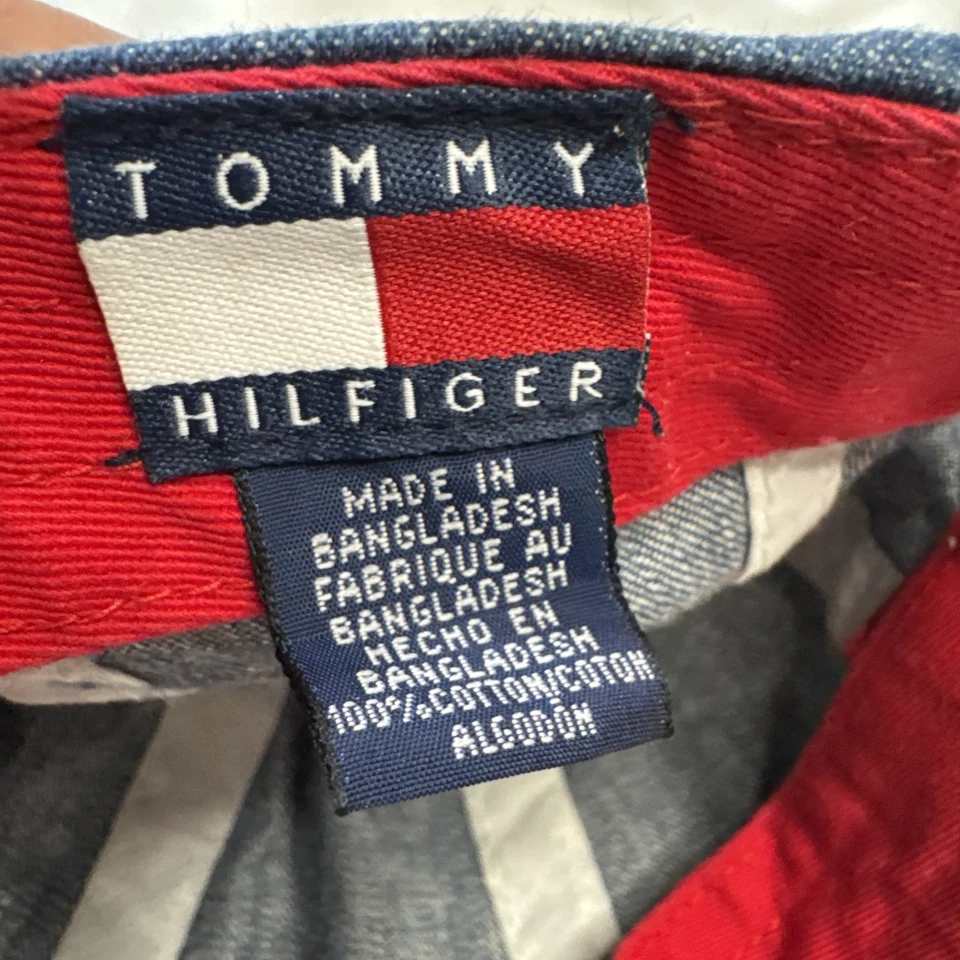 TOMMY
HILFIGER
MADE IN
BANGLADESH
FABRIQUE AU
BANGLADESH
HECHO EN
BANGLADESH
100%COTTON/COTON
ALGODÓN